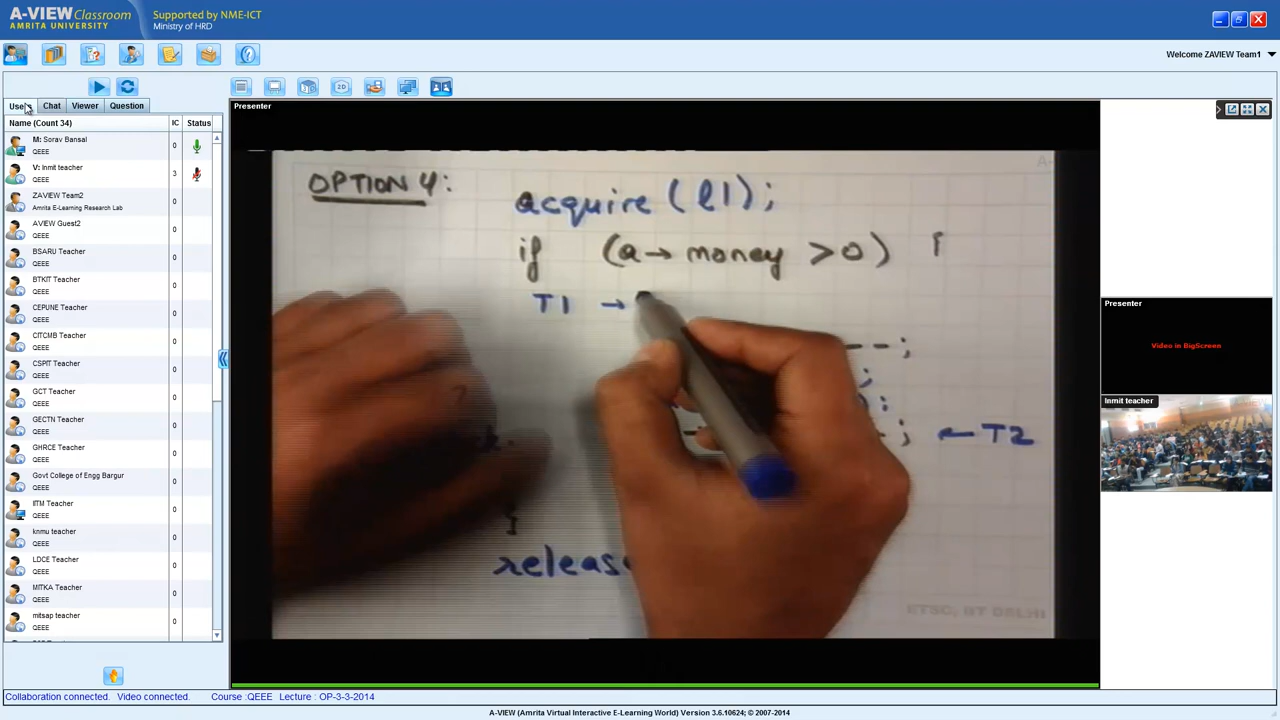 A-VIEW Classroom
AMRITA UNIVERSITY
Supported by NME-ICT
Ministry of HRD
Welcome ZAVIEW Team1
Chat
Viewer
Question
Name (Count 34)
IC
Status
M: Sorav Bansal
QEEE
0
V: Inmit teacher
QEEE
3
ZAVIEW Team2
Amrita E-Learning Research Lab
0
AVIEW Guest2
QEEE
0
BSARU Teacher
QEEE
0
BTKIT Teacher
QEEE
0
CEPUNE Teacher
QEEE
0
CITCMB Teacher
QEEE
0
CSPIT Teacher
QEEE
0
GCT Teacher
QEEE
0
GECTN Teacher
QEEE
0
GHRCE Teacher
QEEE
0
Govt College of Engg Bargur
QEEE
0
IITM Teacher
QEEE
0
knmu Teacher
QEEE
0
LDCE Teacher
QEEE
0
MITKA Teacher
QEEE
0
mitsap teacher
QEEE
0
Presenter
OPTION 4:
acquire (l1);
if (a→ money >0) {
T1 →
--;
;
;
; ← T2
}
ETSC, IIT DELHI
Presenter
Video in BigScreen
Inmit teacher
Collaboration connected. Video connected. Course :QEEE Lecture : OP-3-3-2014
A-VIEW (Amrita Virtual Interactive E-Learning World) Version 3.6.10624; © 2007-2014